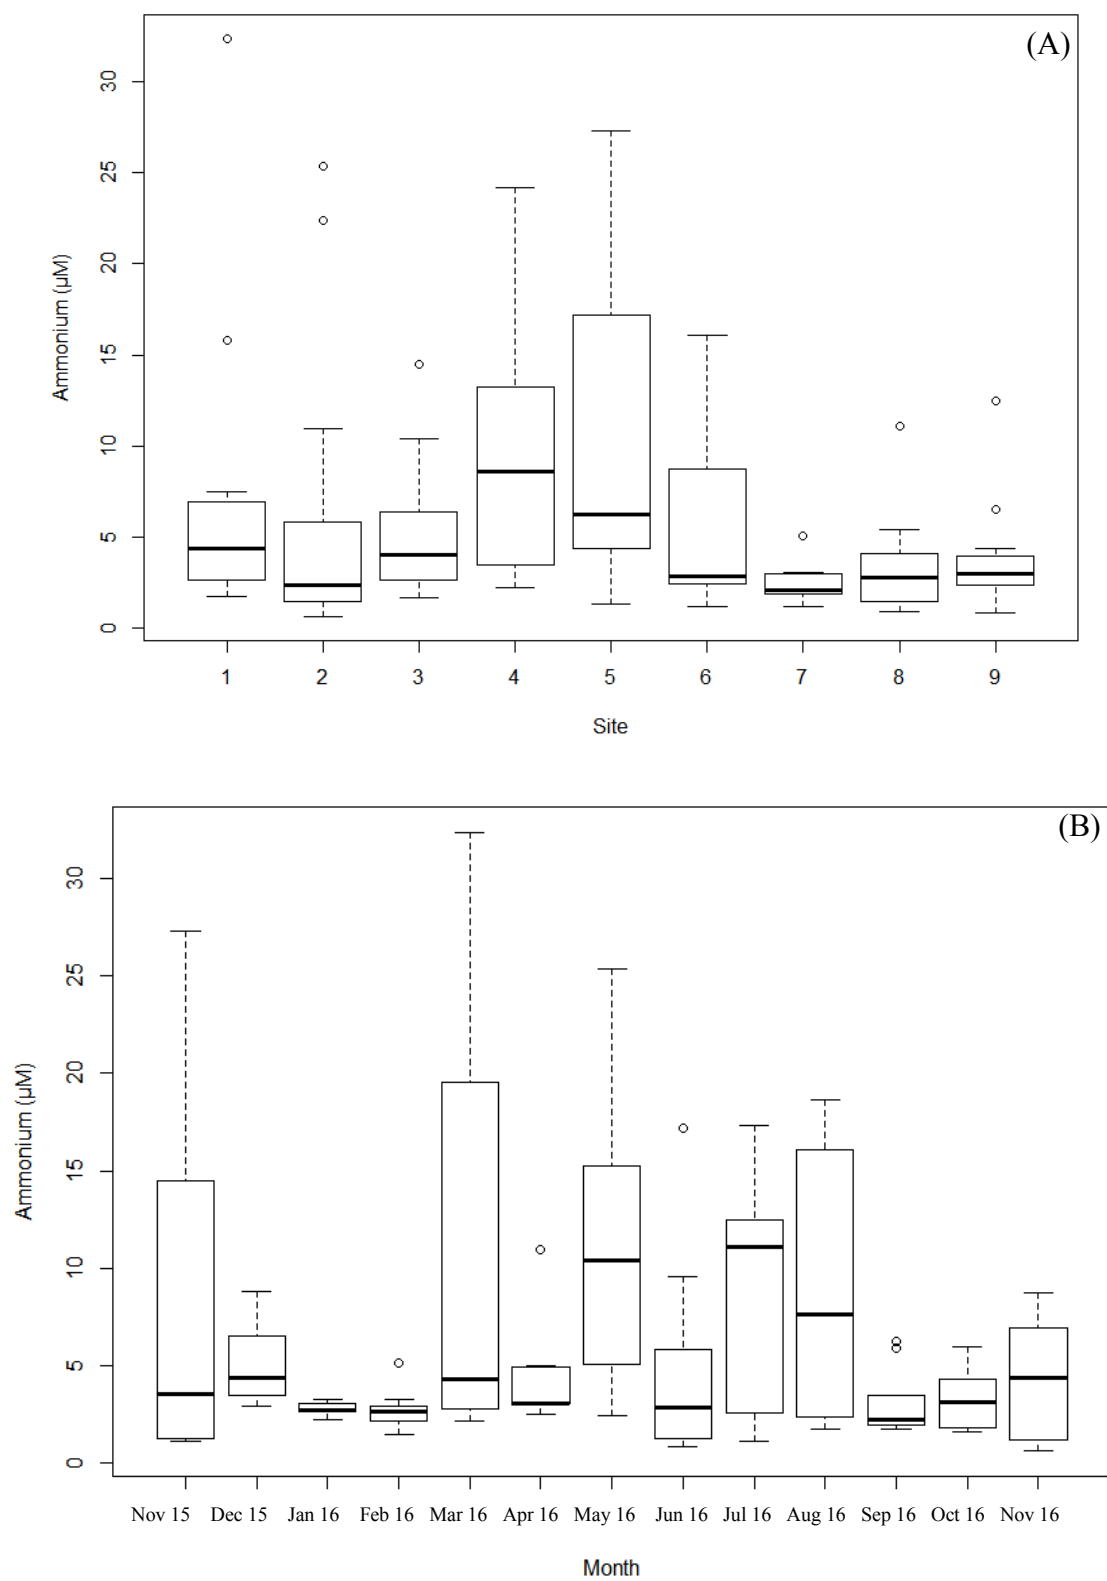 (A)
30
25
20
15
10
5
0
Ammonium (µM)
1 2 3 4 5 6 7 8 9
Site
(B)
30
25
20
15
10
5
0
Ammonium (µM)
Nov 15 Dec 15 Jan 16 Feb 16 Mar 16 Apr 16 May 16 Jun 16 Jul 16 Aug 16 Sep 16 Oct 16 Nov 16
Month